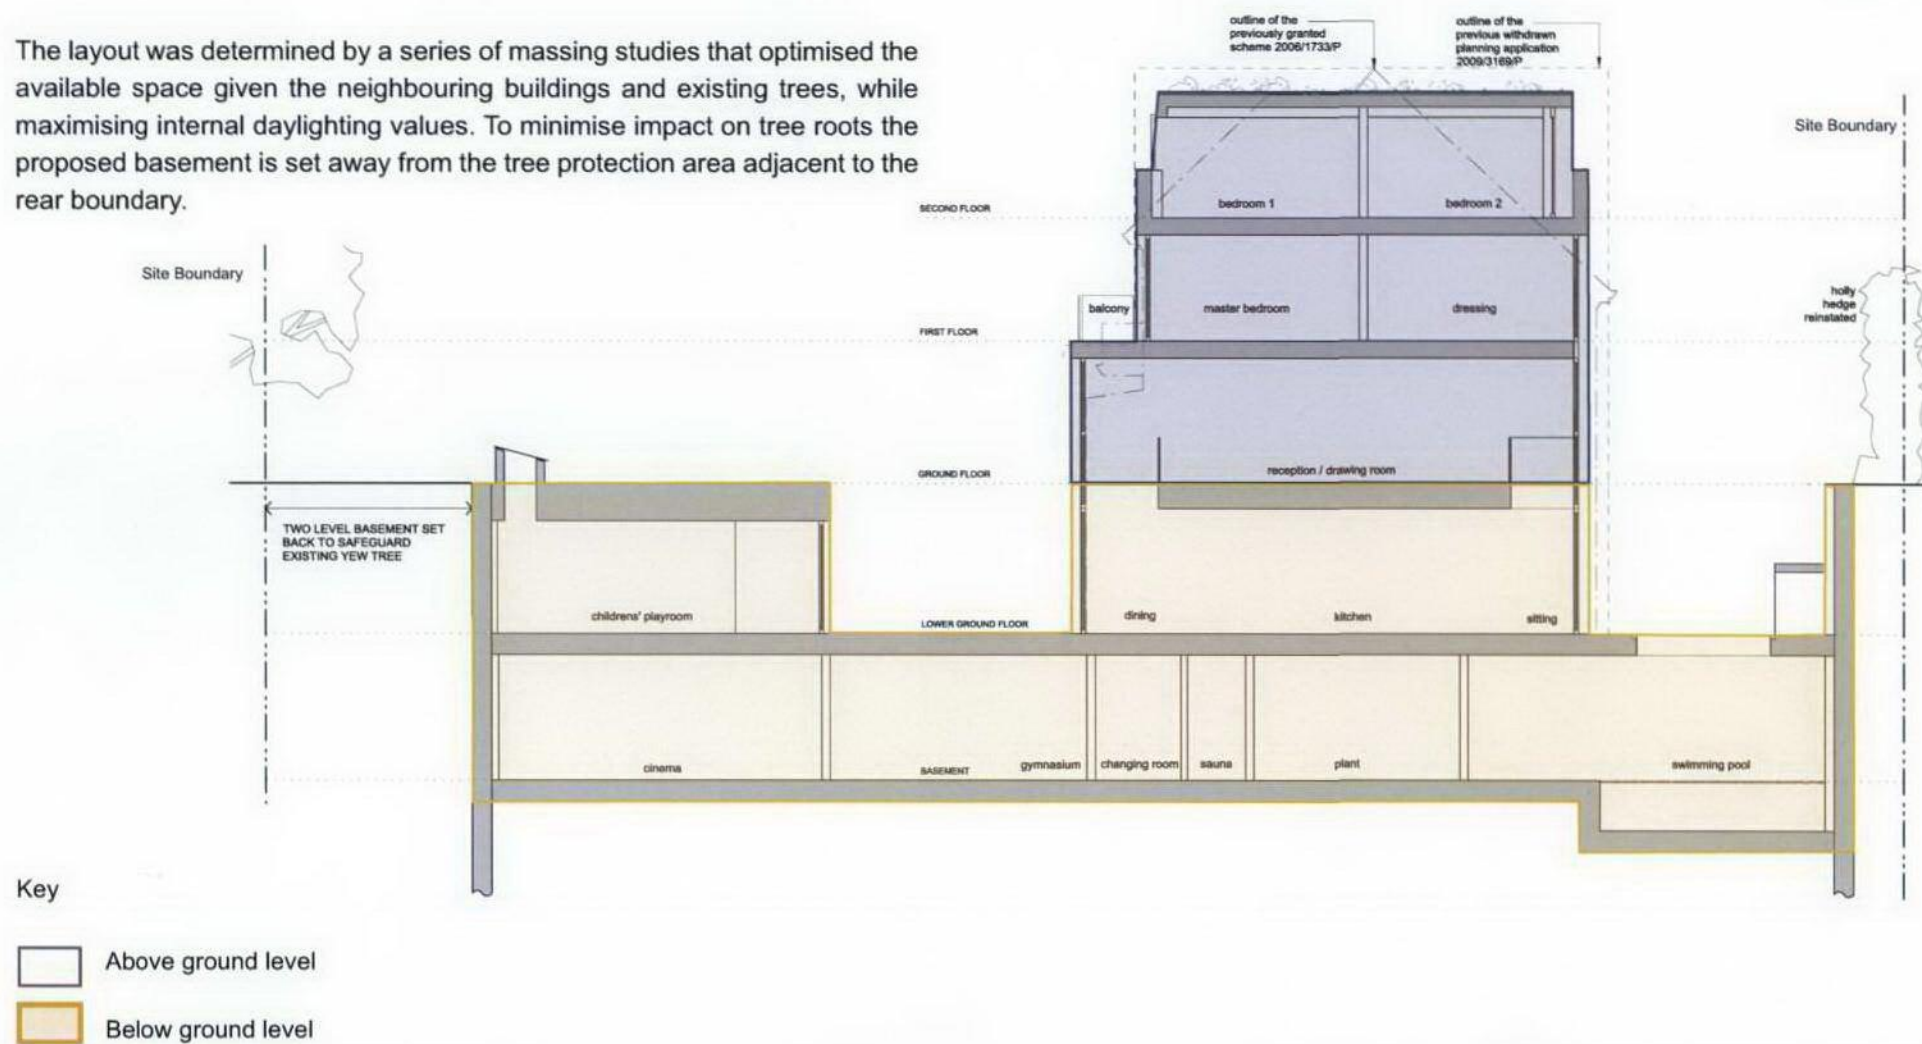 The layout was determined by a series of massing studies that optimised the
available space given the neighbouring buildings and existing trees, while
maximising internal daylighting values. To minimise impact on tree roots the
proposed basement is set away from the tree protection area adjacent to the
rear boundary.
outline of the
previously granted
scheme 2006/1733/P
outline of the
previous withdrawn
planning application
2009/3169/P
Site Boundary
Site Boundary
SECOND FLOOR
bedroom 1
bedroom 2
balcony
master bedroom
dressing
holly
hedge
reinstated
FIRST FLOOR
GROUND FLOOR
reception / drawing room
TWO LEVEL BASEMENT SET
BACK TO SAFEGUARD
EXISTING YEW TREE
childrens' playroom
LOWER GROUND FLOOR
dining
kitchen
sitting
cinema
BASEMENT
gymnasium
changing room
sauna
plant
swimming pool
Key
Above ground level
Below ground level